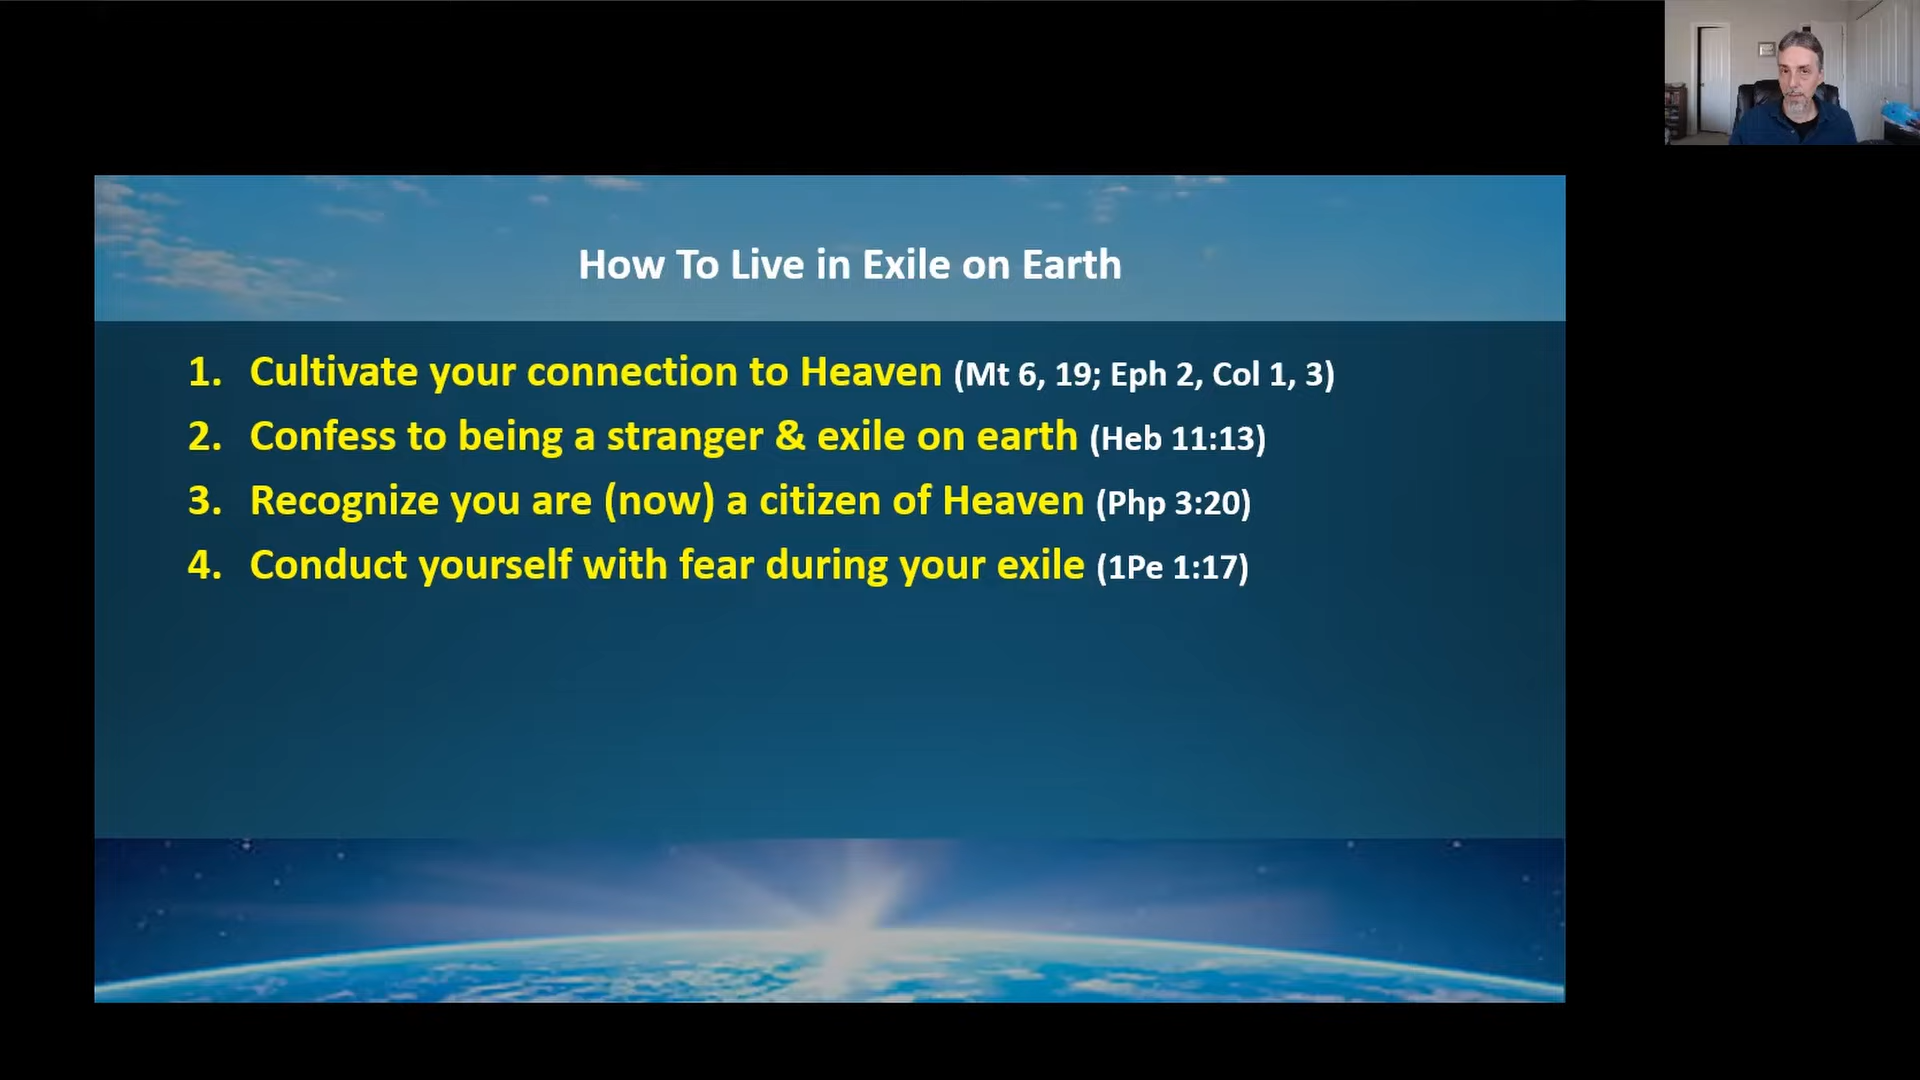 How To Live in Exile on Earth
1. Cultivate your connection to Heaven (Mt 6, 19; Eph 2, Col 1, 3)
2. Confess to being a stranger & exile on earth (Heb 11:13)
3. Recognize you are (now) a citizen of Heaven (Php 3:20)
4. Conduct yourself with fear during your exile (1Pe 1:17)